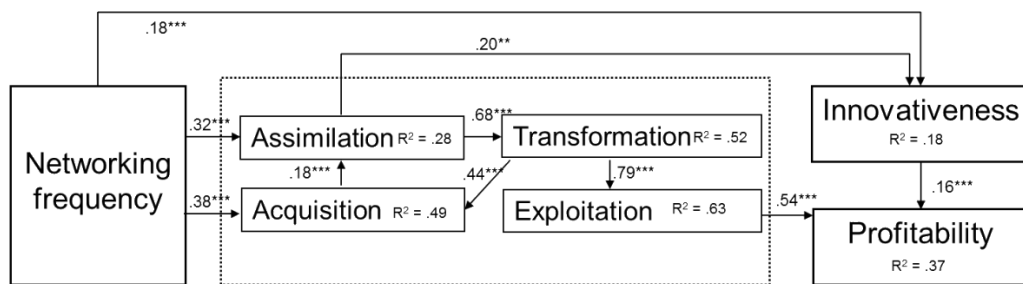 .18***
.20**
Networking
frequency
.32***
.38***
Assimilation R² = .28
.68***
Transformation R² = .52
.18***
.44***
.79***
Acquisition R² = .49
Exploitation R² = .63
.54***
Innovativeness
R² = .18
.16***
Profitability
R² = .37